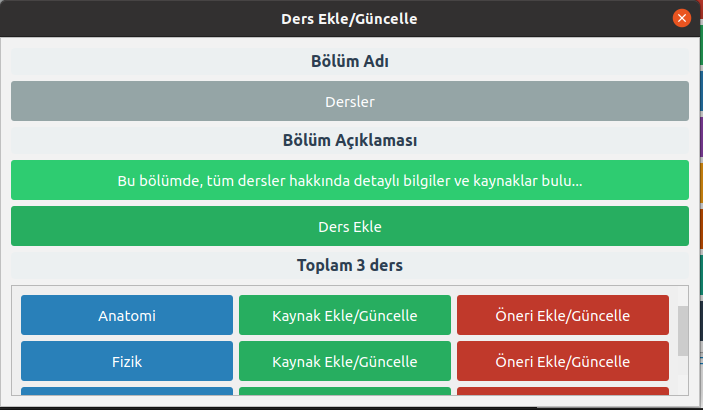 Ders Ekle/Güncelle
Bölüm Adı
Dersler
Bölüm Açıklaması
Bu bölümde, tüm dersler hakkında detaylı bilgiler ve kaynaklar bulu...
Ders Ekle
Toplam 3 ders
Anatomi Kaynak Ekle/Güncelle Öneri Ekle/Güncelle
Fizik Kaynak Ekle/Güncelle Öneri Ekle/Güncelle